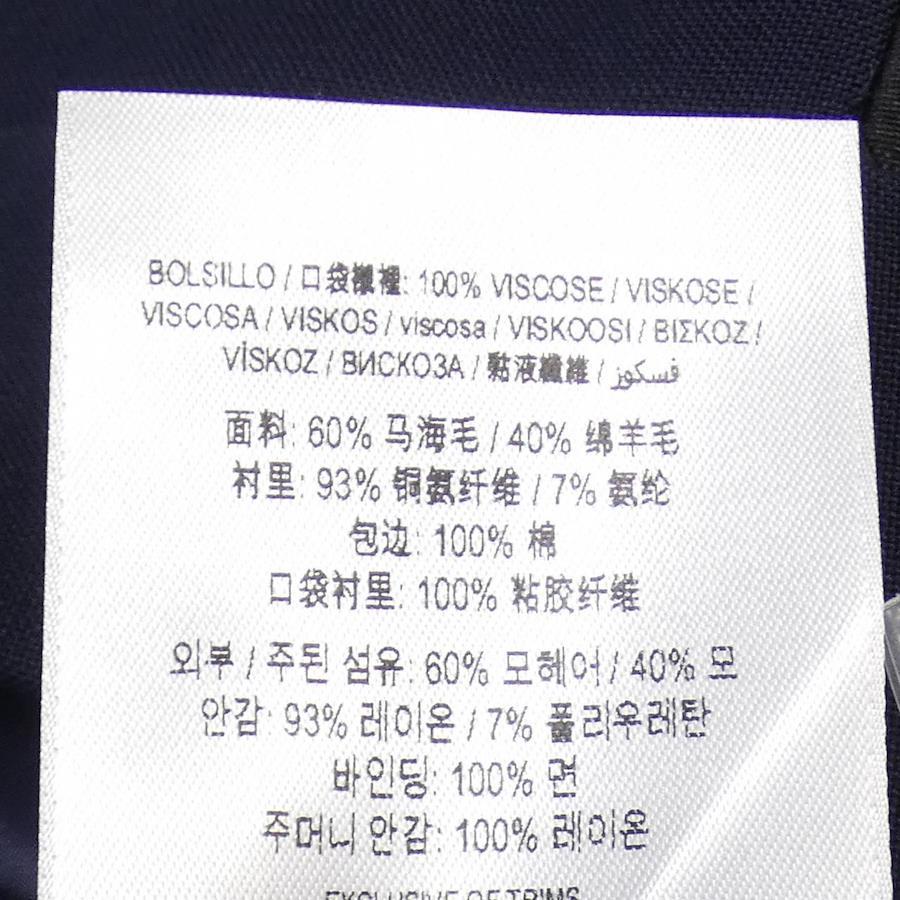 BOLSILLO / 口袋襯裡: 100% VISCOSE / VISKOSE /
VISCOSA / VISKOS / viscosa / VISKOOSI / ΒΙΣΚΟΖ /
VİSKOZ / ВИСКОЗА / 黏液纖維 / فسكوز
面料: 60% 马海毛 / 40% 绵羊毛
衬里: 93% 铜氨纤维 / 7% 氨纶
包边: 100% 棉
口袋衬里: 100% 粘胶纤维
외부 / 주된 섬유: 60% 모헤어 / 40% 모
안감: 93% 레이온 / 7% 폴리우레탄
바인딩: 100% 면
주머니 안감: 100% 레이온
EXCLUSIVE OF TRIMS